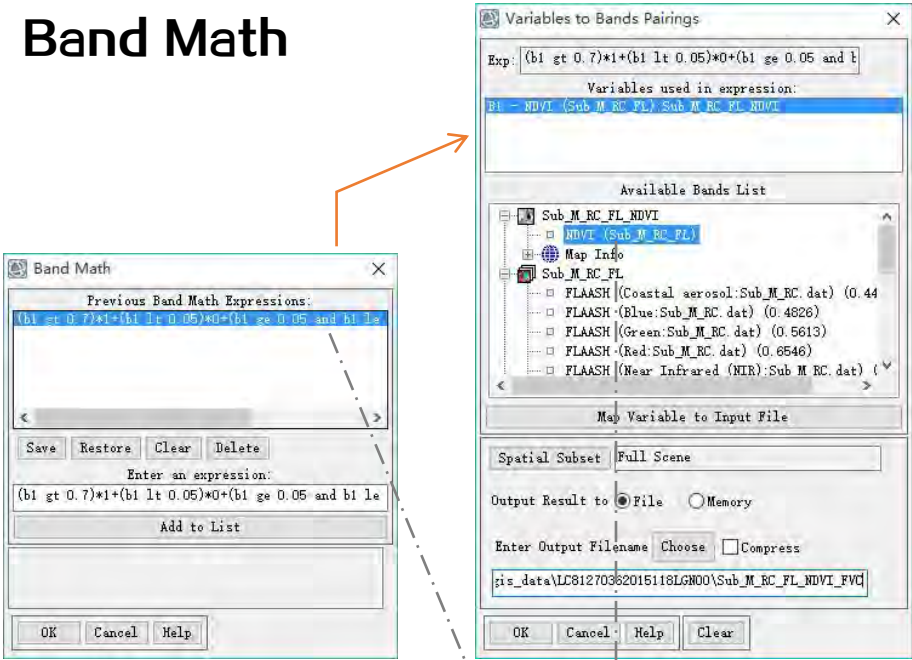 Band Math
Band Math
Previous Band Math Expressions:
(b1 gt 0.7)*1+(b1 lt 0.05)*0+(b1 ge 0.05 and b1 le
Save Restore Clear Delete
Enter an expression:
(b1 gt 0.7)*1+(b1 lt 0.05)*0+(b1 ge 0.05 and b1 le
Add to List
OK Cancel Help
Variables to Bands Pairings
Exp: (b1 gt 0.7)*1+(b1 lt 0.05)*0+(b1 ge 0.05 and
Variables used in expression:
B1 - NDVI (Sub_M_RC_FL):Sub_M_RC_FL_NDVI
Available Bands List
Sub_M_RC_FL_NDVI
NDVI (Sub_M_RC_FL)
Map Info
Sub_M_RC_FL
FLAASH (Coastal aerosol:Sub_M_RC.dat) (0.44
FLAASH (Blue:Sub_M_RC.dat) (0.4826)
FLAASH (Green:Sub_M_RC.dat) (0.5613)
FLAASH (Red:Sub_M_RC.dat) (0.6546)
FLAASH (Near Infrared (NIR):Sub_M_RC.dat) (
Map Variable to Input File
Spatial Subset Full Scene
Output Result to File Memory
Enter Output Filename Choose Compress
gis_data\LC81270362015118LGN00\Sub_M_RC_FL_NDVI_FVC
OK Cancel Help Clear